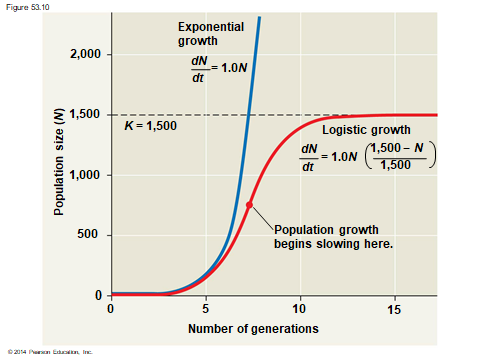 Figure 53.10
Exponential
growth
dN
dt
= 1.0N
2,000
1,500
1,000
500
0
Population size (N)
K = 1,500
Logistic growth
dN
dt
= 1.0N
(1,500 – N
1,500
)
Population growth
begins slowing here.
0
5
10
15
Number of generations
© 2014 Pearson Education, Inc.